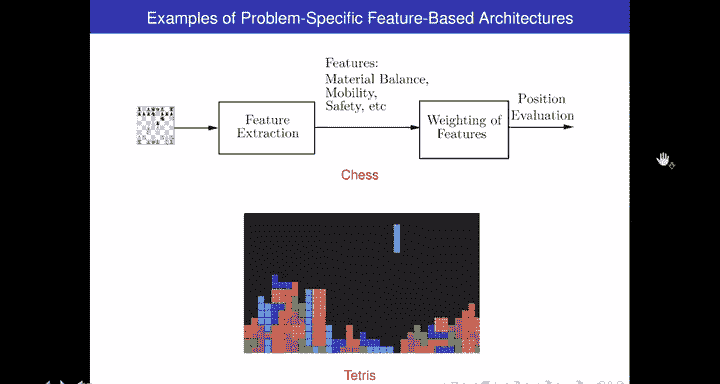 Examples of Problem-Specific Feature-Based Architectures
Features:
Material Balance,
Mobility,
Safety, etc
Feature
Extraction
Weighting of
Features
Position
Evaluation
Chess
Tetris